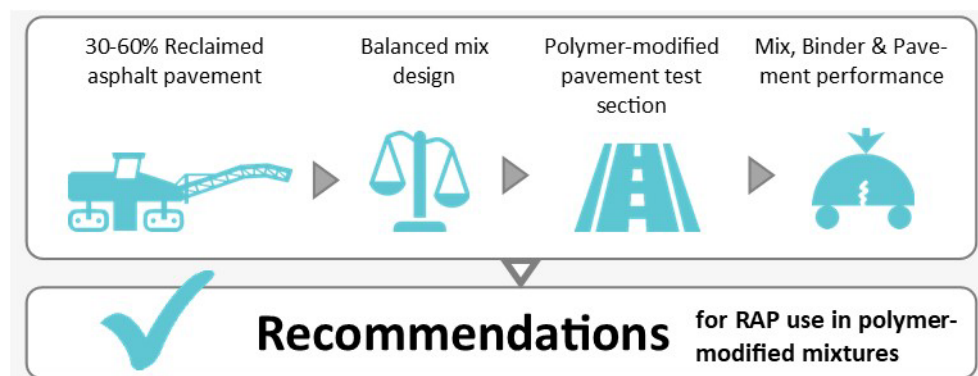 30-60% Reclaimed
asphalt pavement
Balanced mix
design
Polymer-modified
pavement test
section
Mix, Binder & Pave-
ment performance
Recommendations
for RAP use in polymer-
modified mixtures